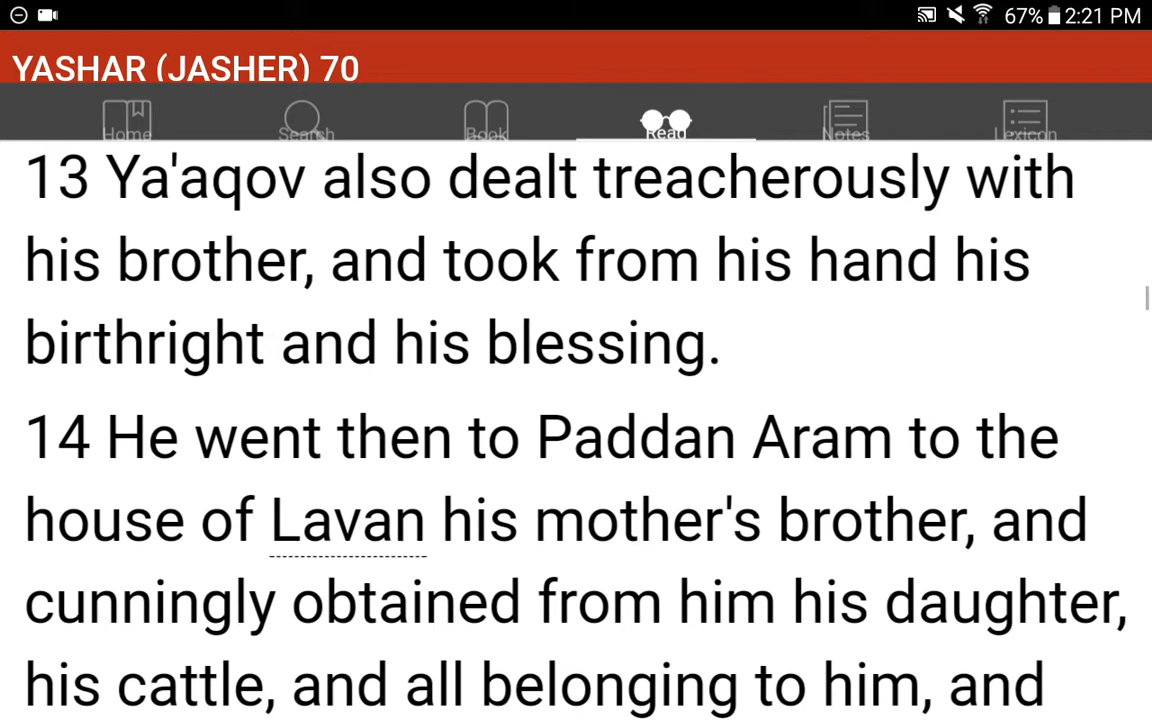 67% 2:21 PM
YASHAR (JASHER) 70
Home Search Book Read Notes Lexicon
13 Ya'aqov also dealt treacherously with
his brother, and took from his hand his
birthright and his blessing.
14 He went then to Paddan Aram to the
house of Lavan his mother's brother, and
cunningly obtained from him his daughter,
his cattle, and all belonging to him, and